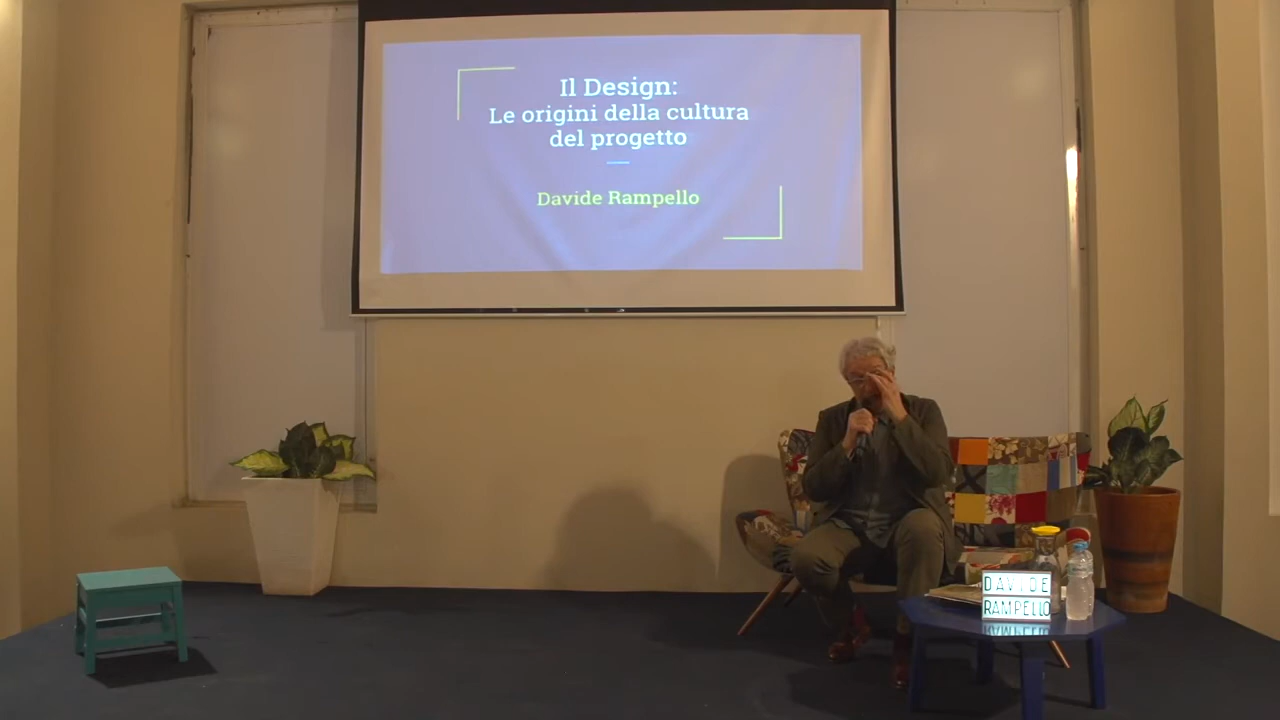 Il Design:
Le origini della cultura
del progetto
Davide Rampello
DAVIDE
RAMPELLO